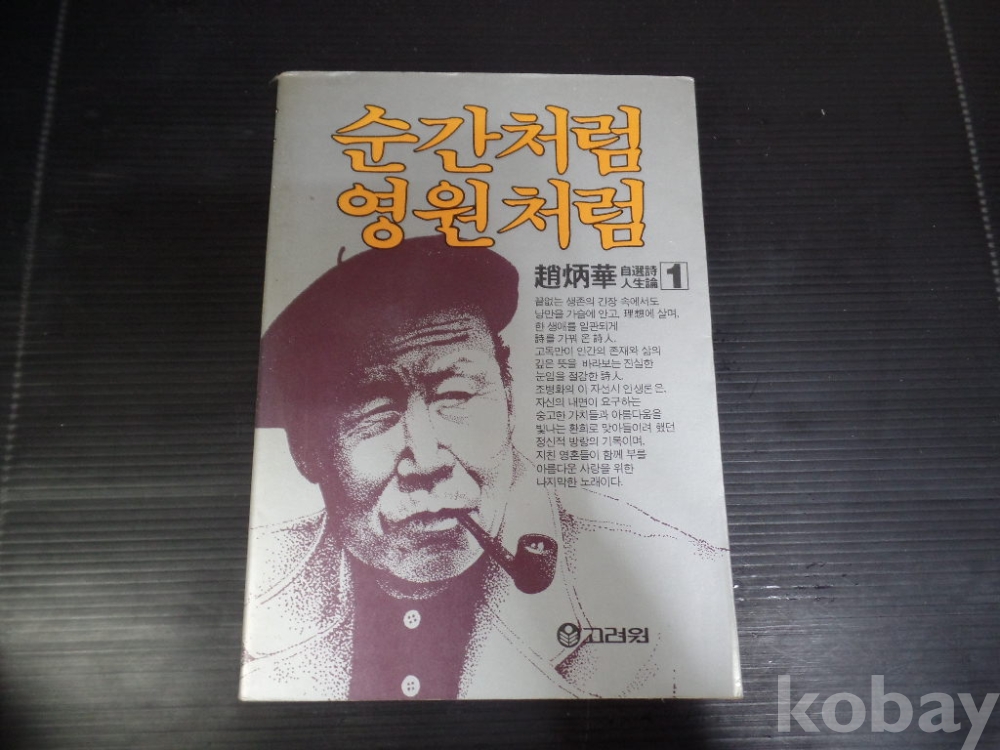 순간처럼
영원처럼
趙炳華 自選詩 人生論 1
끝없는 생존의 긴장 속에서도
낭만을 가슴에 안고, 理想에 살며,
한 생애를 일관되게
詩를 가꿔 온 詩人.
고독만이 인간의 존재와 삶의
깊은 뜻을 바라보는 진실한
눈임을 절감한 詩人.
조병화의 이 자선시 인생론은,
자신의 내면이 요구하는
숭고한 가치들과 아름다움을
빛나는 환희로 맞아들이려 했던
정신적 방랑의 기록이며,
지친 영혼들이 함께 부를
아름다운 사랑을 위한
나지막한 노래이다.
고려원
kobay